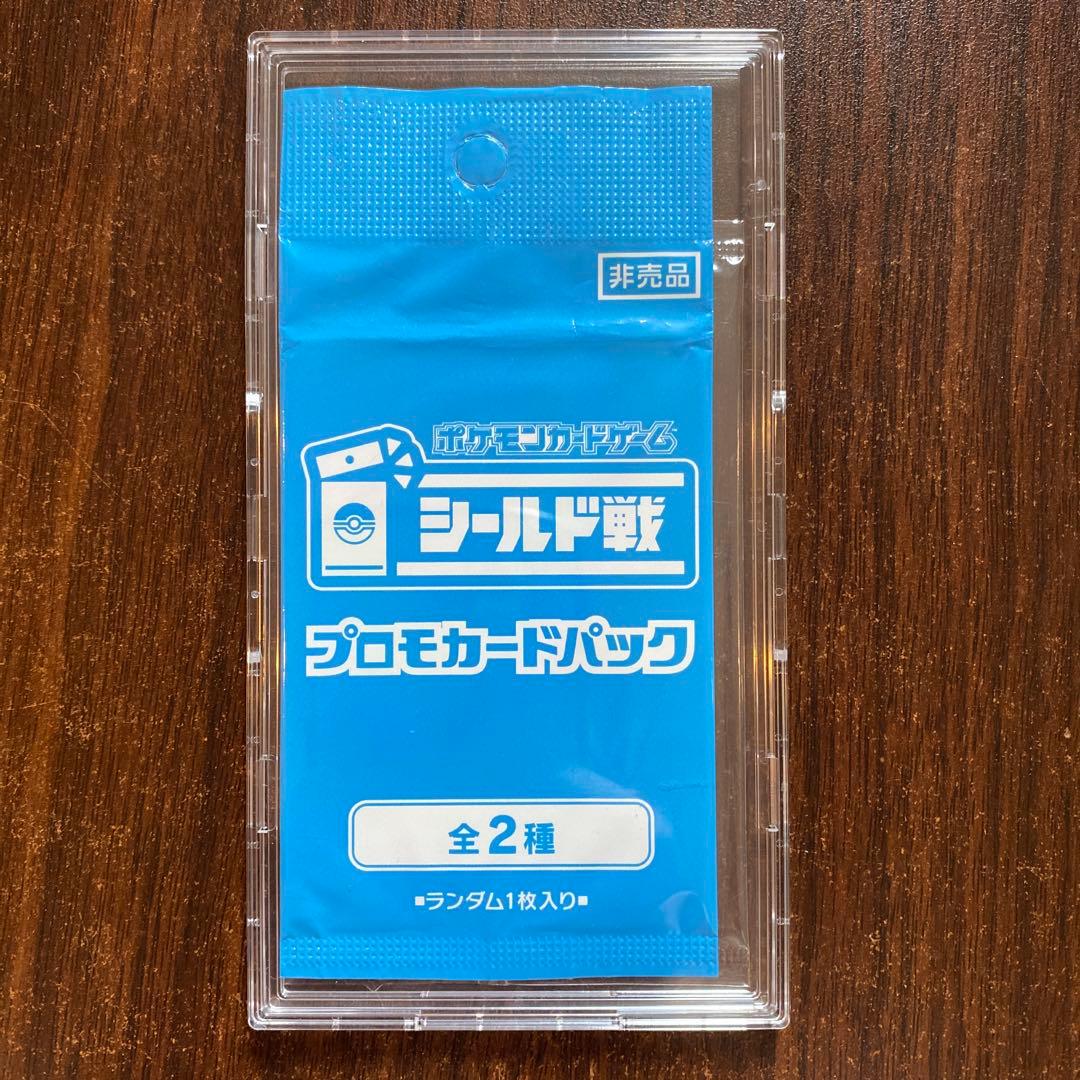 非売品
ポケモンカードゲーム
シールド戦
プロモカードパック
全2種
■ランダム1枚入り■